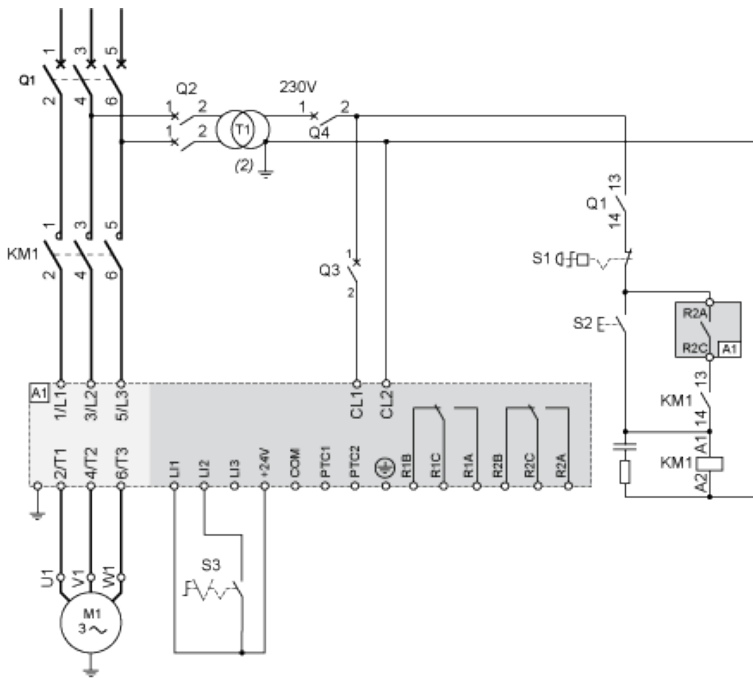 1 3 5
Q1
2 4 6
Q2
1 2
1 2
T1
(2)
230V
1 2
Q4
13
Q1
14
1 3 5
KM1
2 4 6
1
Q3
2
S1
S2
R2A
R2C
A1
13
KM1
14
A1
KM1
A2
A1
1/L1 3/L2 5/L3 CL1 CL2
2/T1 4/T2 6/T3 LI1 LI2 LI3 +24V COM PTC1 PTC2 R1B R1C R1A R2B R2C R2A
S3
U1 V1 W1
M1
3 ~